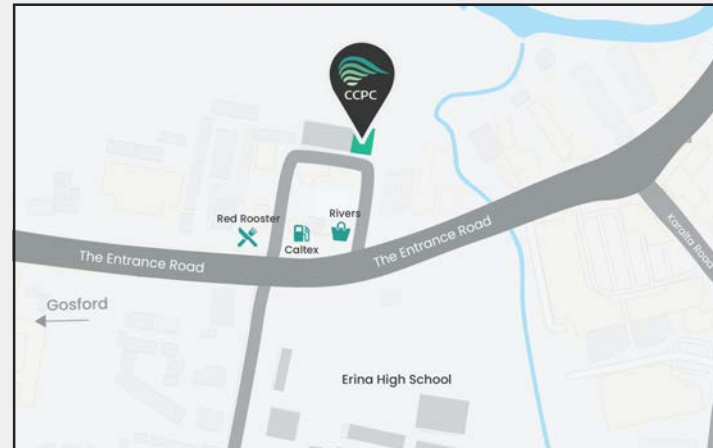 CCPC
Red Rooster
Rivers
Caltex
The Entrance Road
The Entrance Road
Karalta Road
Gosford
Erina High School